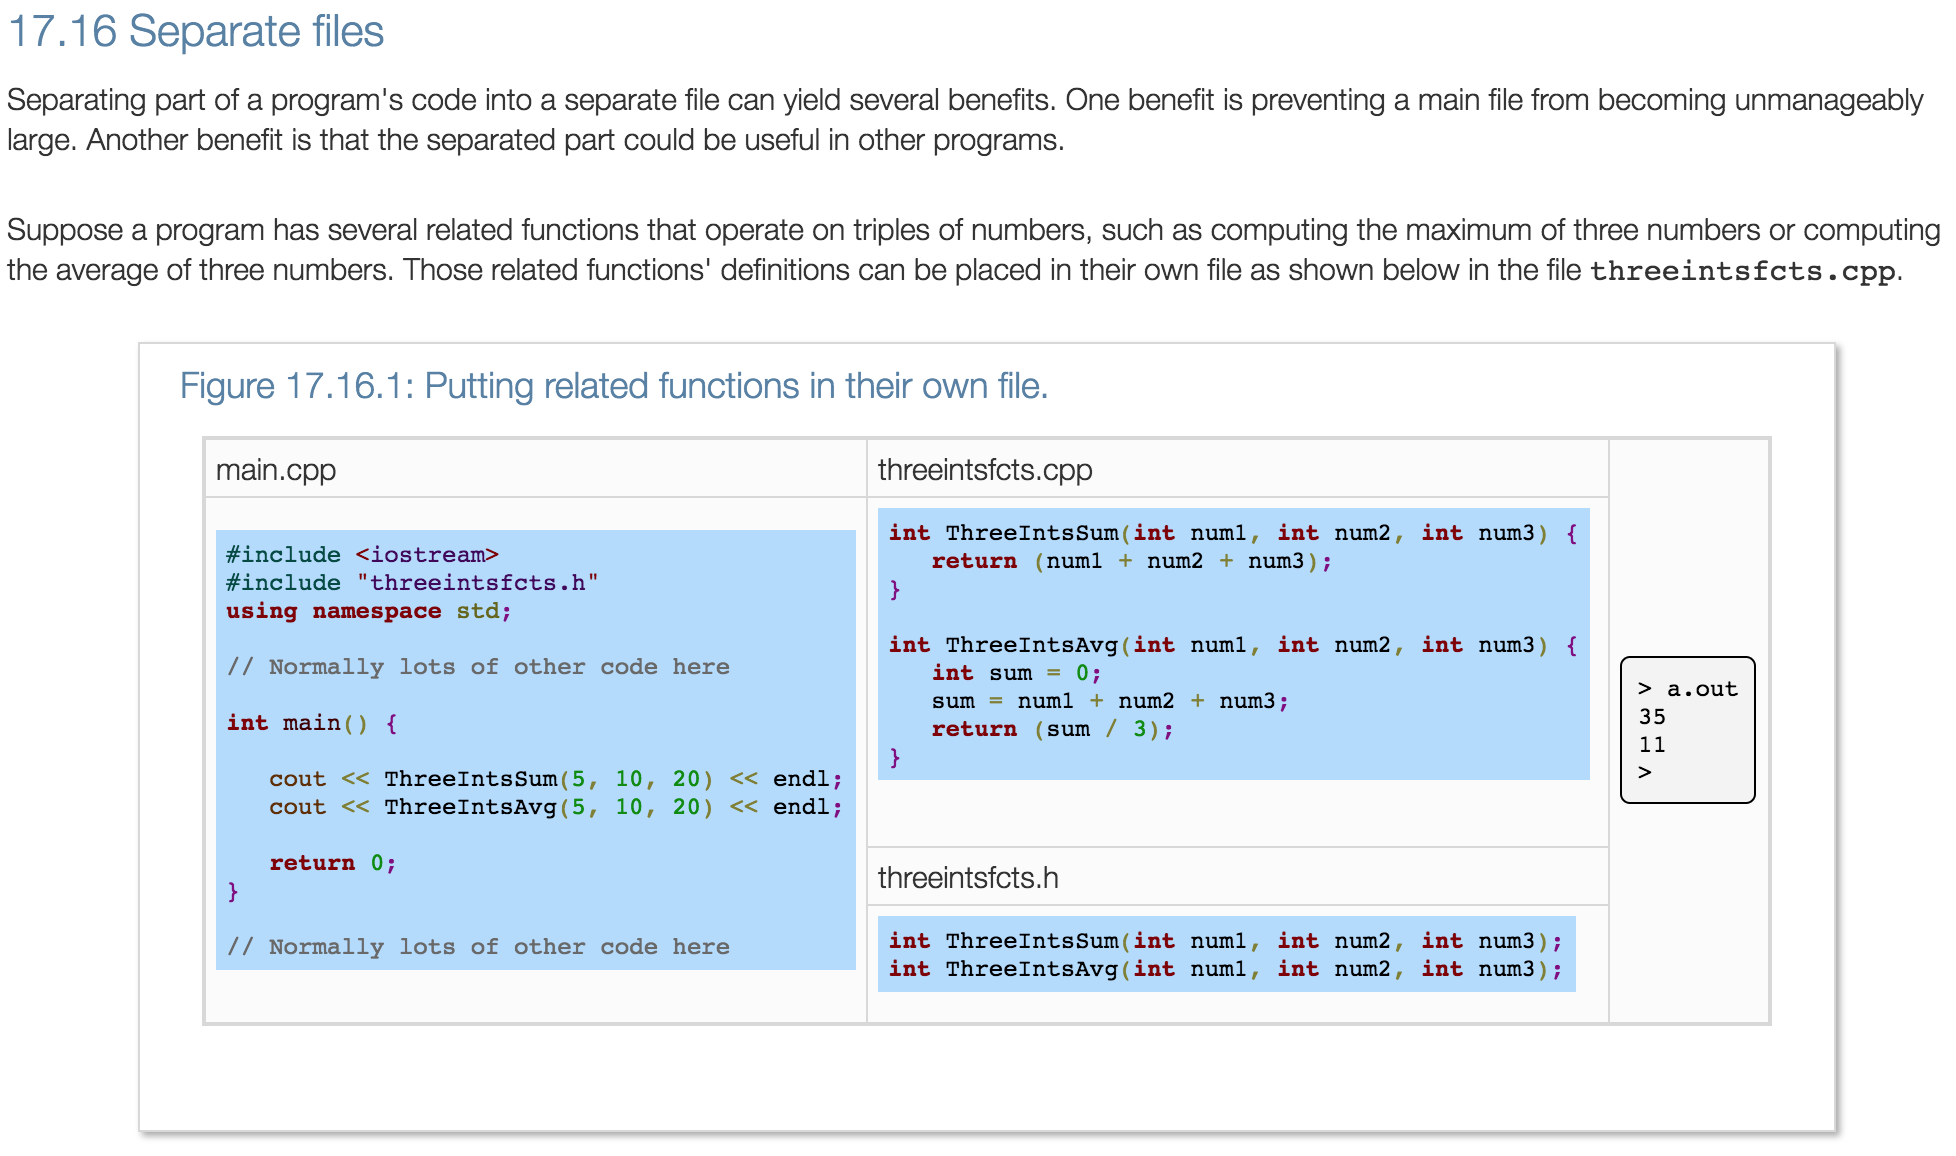 17.16 Separate files
Separating part of a program's code into a separate file can yield several benefits. One benefit is preventing a main file from becoming unmanageably
large. Another benefit is that the separated part could be useful in other programs.
Suppose a program has several related functions that operate on triples of numbers, such as computing the maximum of three numbers or computing
the average of three numbers. Those related functions' definitions can be placed in their own file as shown below in the file threeintsfcts.cpp.
Figure 17.16.1: Putting related functions in their own file.
main.cpp
#include <iostream>
#include "threeintsfcts.h"
using namespace std;
// Normally lots of other code here
int main() {
   cout << ThreeIntsSum(5, 10, 20) << endl;
   cout << ThreeIntsAvg(5, 10, 20) << endl;
   return 0;
}
// Normally lots of other code here
threeintsfcts.cpp
int ThreeIntsSum(int num1, int num2, int num3) {
   return (num1 + num2 + num3);
}
int ThreeIntsAvg(int num1, int num2, int num3) {
   int sum = 0;
   sum = num1 + num2 + num3;
   return (sum / 3);
}
threeintsfcts.h
int ThreeIntsSum(int num1, int num2, int num3);
int ThreeIntsAvg(int num1, int num2, int num3);
> a.out
35
11
>